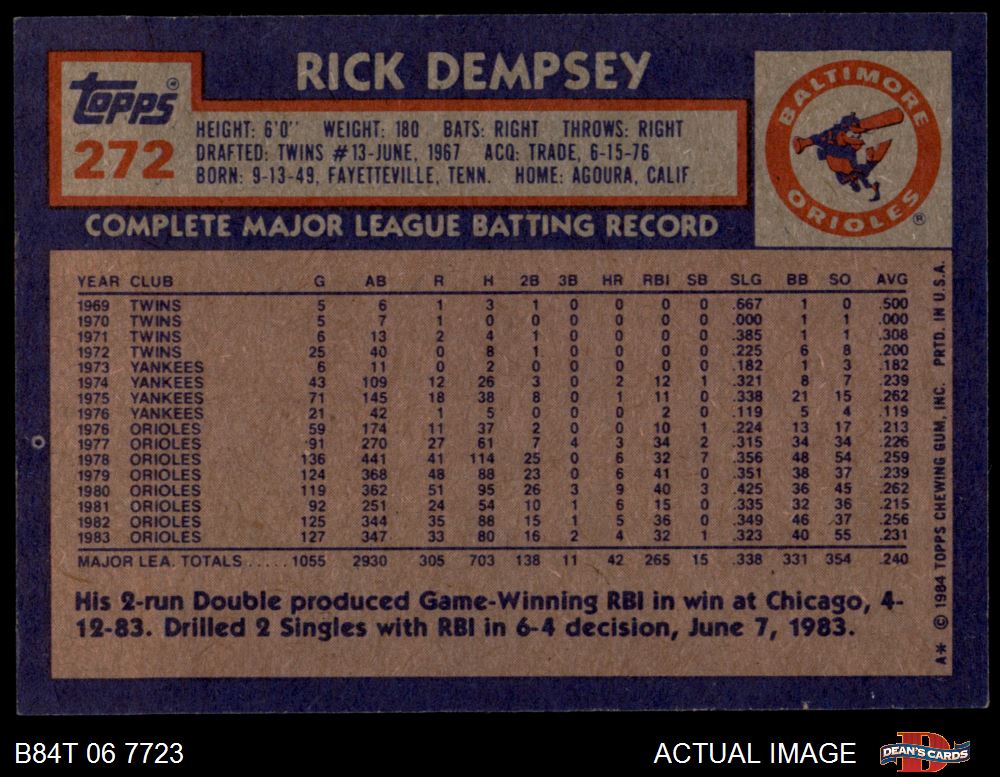 RICK DEMPSEY
Topps®
272
HEIGHT: 6'0" WEIGHT: 180 BATS: RIGHT THROWS: RIGHT
DRAFTED: TWINS #13-JUNE, 1967 ACQ: TRADE, 6-15-76
BORN: 9-13-49, FAYETTEVILLE, TENN. HOME: AGOURA, CALIF
BALTIMORE
ORIOLES
®
COMPLETE MAJOR LEAGUE BATTING RECORD
YEAR CLUB G AB R H 2B 3B HR RBI SB SLG BB SO AVG
1969 TWINS 5 6 1 3 1 0 0 0 0 .667 1 0 .500
1970 TWINS 5 7 1 0 0 0 0 0 0 .000 1 1 .000
1971 TWINS 6 13 2 4 1 0 0 0 0 .385 1 1 .308
1972 TWINS 25 40 0 8 1 0 0 0 0 .225 6 8 .200
1973 YANKEES 6 11 0 2 0 0 0 0 0 .182 1 3 .182
1974 YANKEES 43 109 12 26 3 0 2 12 1 .321 8 7 .239
1975 YANKEES 71 145 18 38 8 0 1 11 0 .338 21 15 .262
1976 YANKEES 21 42 1 5 0 0 0 2 0 .119 5 4 .119
1976 ORIOLES 59 174 11 37 2 0 0 10 1 .224 13 17 .213
1977 ORIOLES 91 270 27 61 7 4 3 34 2 .315 34 34 .226
1978 ORIOLES 136 441 41 114 25 0 6 32 7 .356 48 54 .259
1979 ORIOLES 124 368 48 88 23 0 6 41 0 .351 38 37 .239
1980 ORIOLES 119 362 51 95 26 3 9 40 3 .425 36 45 .262
1981 ORIOLES 92 251 24 54 10 1 6 15 0 .335 32 36 .215
1982 ORIOLES 125 344 35 88 15 1 5 36 0 .349 46 37 .256
1983 ORIOLES 127 347 33 80 16 2 4 32 1 .323 40 55 .231
MAJOR LEA. TOTALS ..... 1055 2930 305 703 138 11 42 265 15 .338 331 354 .240
His 2-run Double produced Game-Winning RBI in win at Chicago, 4-
12-83. Drilled 2 Singles with RBI in 6-4 decision, June 7, 1983.
A* © 1984 TOPPS CHEWING GUM, INC. PRTD. IN U.S.A.
B84T 06 7723
ACTUAL IMAGE
DEAN'S CARDS